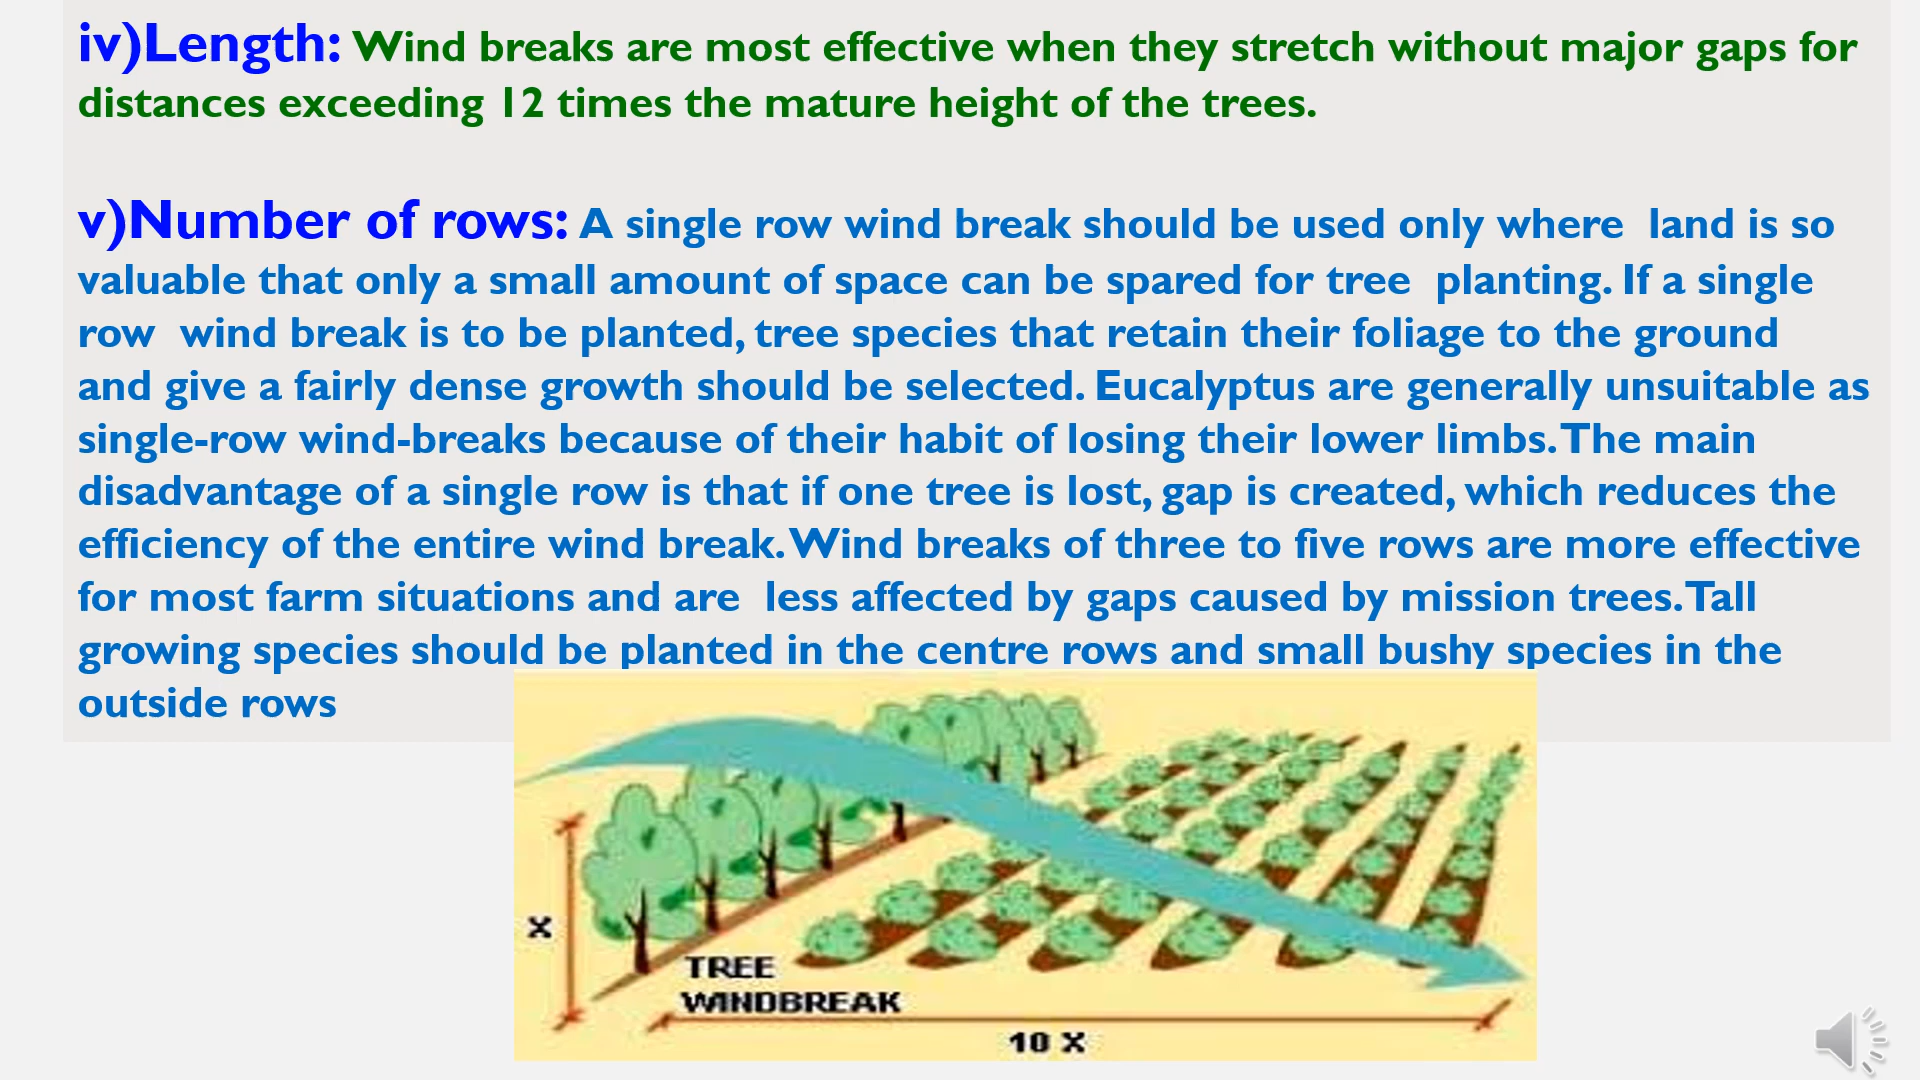 iv)Length: Wind breaks are most effective when they stretch without major gaps for
distances exceeding 12 times the mature height of the trees.
v)Number of rows: A single row wind break should be used only where land is so
valuable that only a small amount of space can be spared for tree planting. If a single
row wind break is to be planted, tree species that retain their foliage to the ground
and give a fairly dense growth should be selected. Eucalyptus are generally unsuitable as
single-row wind-breaks because of their habit of losing their lower limbs. The main
disadvantage of a single row is that if one tree is lost, gap is created, which reduces the
efficiency of the entire wind break. Wind breaks of three to five rows are more effective
for most farm situations and are less affected by gaps caused by mission trees. Tall
growing species should be planted in the centre rows and small bushy species in the
outside rows
X
TREE
WINDBREAK
10 X